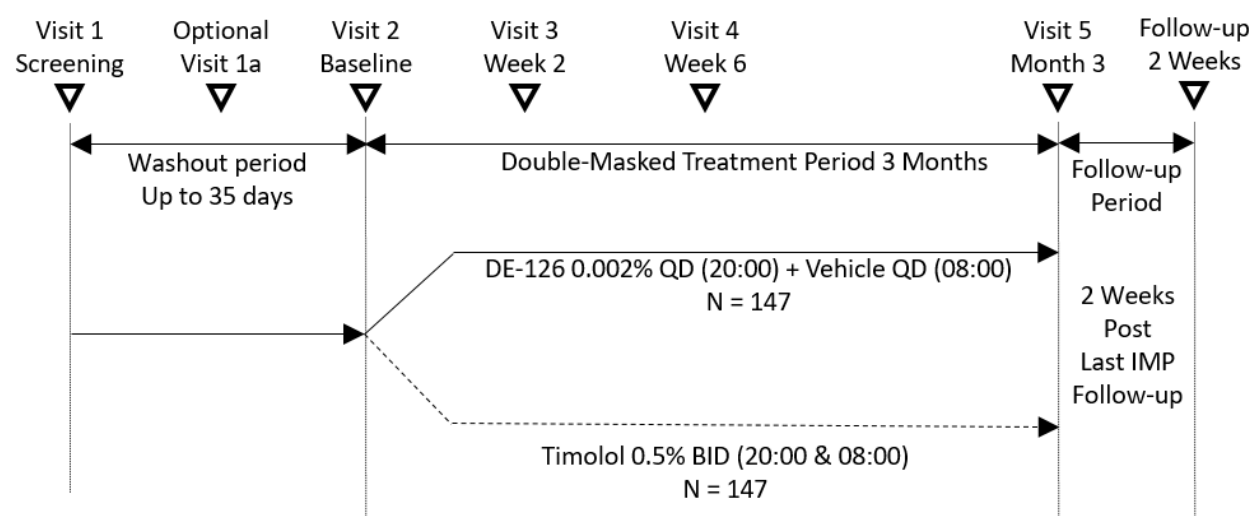 Visit 1
Screening
Optional
Visit 1a
Visit 2
Baseline
Visit 3
Week 2
Visit 4
Week 6
Visit 5
Month 3
Follow-up
2 Weeks
Washout period
Up to 35 days
Double-Masked Treatment Period 3 Months
Follow-up
Period
DE-126 0.002% QD (20:00) + Vehicle QD (08:00)
N = 147
2 Weeks
Post
Last IMP
Follow-up
Timolol 0.5% BID (20:00 & 08:00)
N = 147